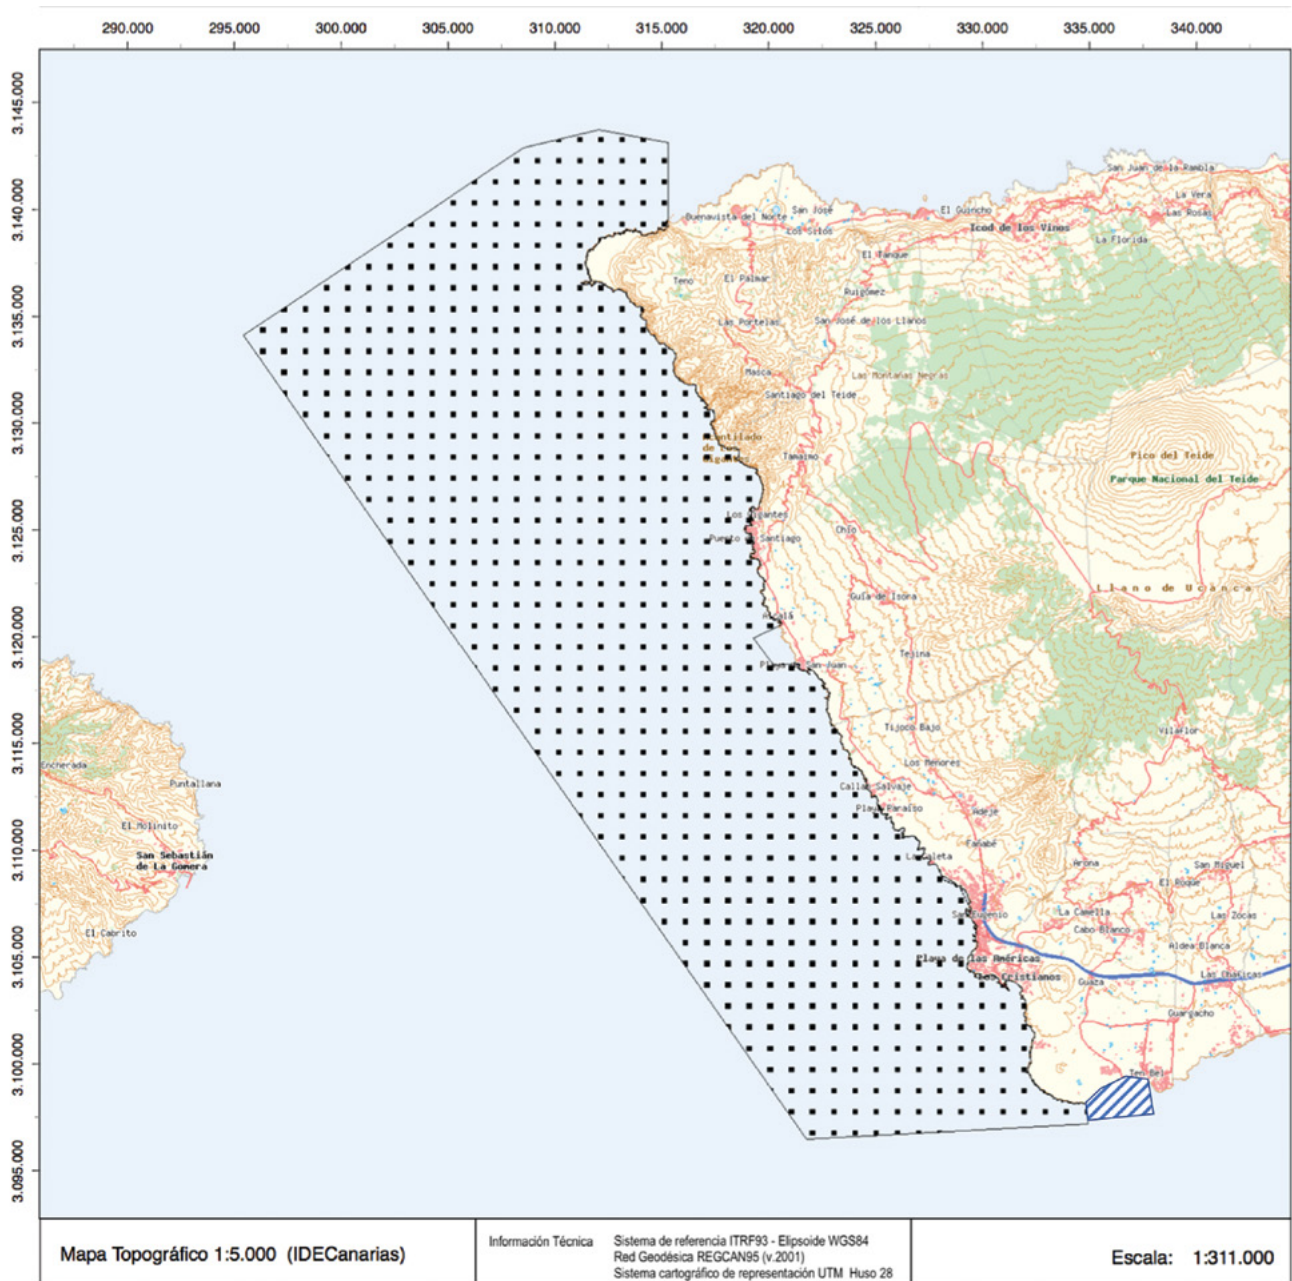 290.000 295.000 300.000 305.000 310.000 315.000 320.000 325.000 330.000 335.000 340.000
3.145.000
3.140.000
3.135.000
3.130.000
3.125.000
3.120.000
3.115.000
3.110.000
3.105.000
3.100.000
3.095.000
San Juan de la Rambla
La Vera
Las Rosas
El Guincho
San José
Buenavista del Norte
Los Silos
Icod de los Vinos
La Florida
El Tanque
Teno
El Palmar
Ruigómez
Las Portelas
San José de los Llanos
Masca
Las Montañas Negras
Santiago del Teide
Acantilado
de Los
Gigantes
Tamaimo
Pico del Teide
Parque Nacional del Teide
Los Gigantes
Chío
Puerto de Santiago
Llano de Ucanca
Guía de Isora
Alcalá
Tejina
Playa de San Juan
Tijoco Bajo
Vilaflor
Encherada
Puntallana
Los Menores
Callao Salvaje
Playa Paraíso
Adeje
El Molinito
Fañabé
San Sebastián
de La Gomera
La Caleta
Arona
San Miguel
El Roque
San Eugenio
La Camella
Las Zocas
El Cabrito
Cabo Blanco
Aldea Blanca
Playa de las Américas
Los Cristianos
Guaza
Las Chafiras
Guargacho
Ten Bel
Mapa Topográfico 1:5.000 (IDECanarias)
Información Técnica
Sistema de referencia ITRF93 - Elipsoide WGS84
Red Geodésica REGCAN95 (v.2001)
Sistema cartográfico de representación UTM Huso 28
Escala: 1:311.000